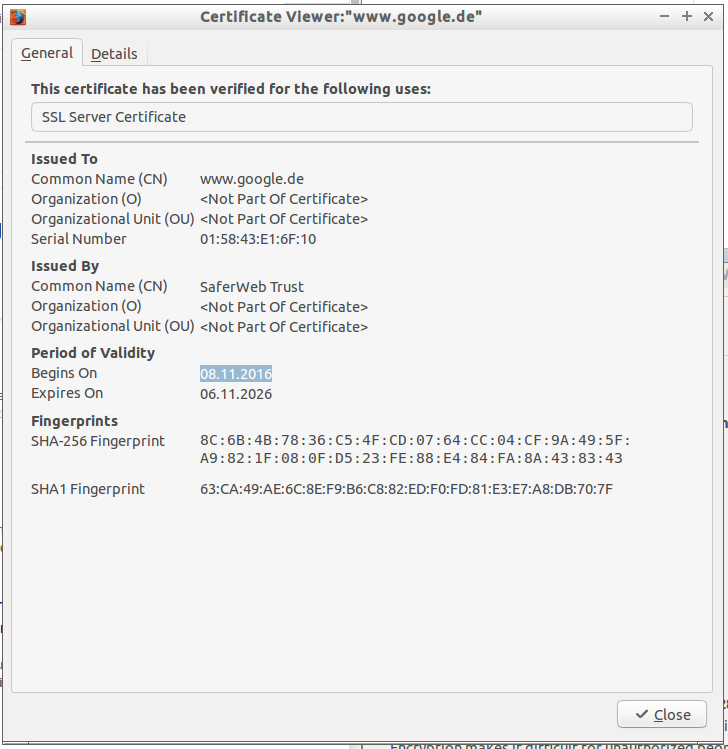 Certificate Viewer:"www.google.de"
General Details
This certificate has been verified for the following uses:
SSL Server Certificate
Issued To
Common Name (CN) www.google.de
Organization (O) <Not Part Of Certificate>
Organizational Unit (OU) <Not Part Of Certificate>
Serial Number 01:58:43:E1:6F:10
Issued By
Common Name (CN) SaferWeb Trust
Organization (O) <Not Part Of Certificate>
Organizational Unit (OU) <Not Part Of Certificate>
Period of Validity
Begins On 08.11.2016
Expires On 06.11.2026
Fingerprints
SHA-256 Fingerprint 8C:6B:4B:78:36:C5:4F:CD:07:64:CC:04:CF:9A:49:5F:
A9:82:1F:08:0F:D5:23:FE:88:E4:84:FA:8A:43:83:43
SHA1 Fingerprint 63:CA:49:AE:6C:8E:F9:B6:C8:82:ED:F0:FD:81:E3:E7:A8:DB:70:7F
Close